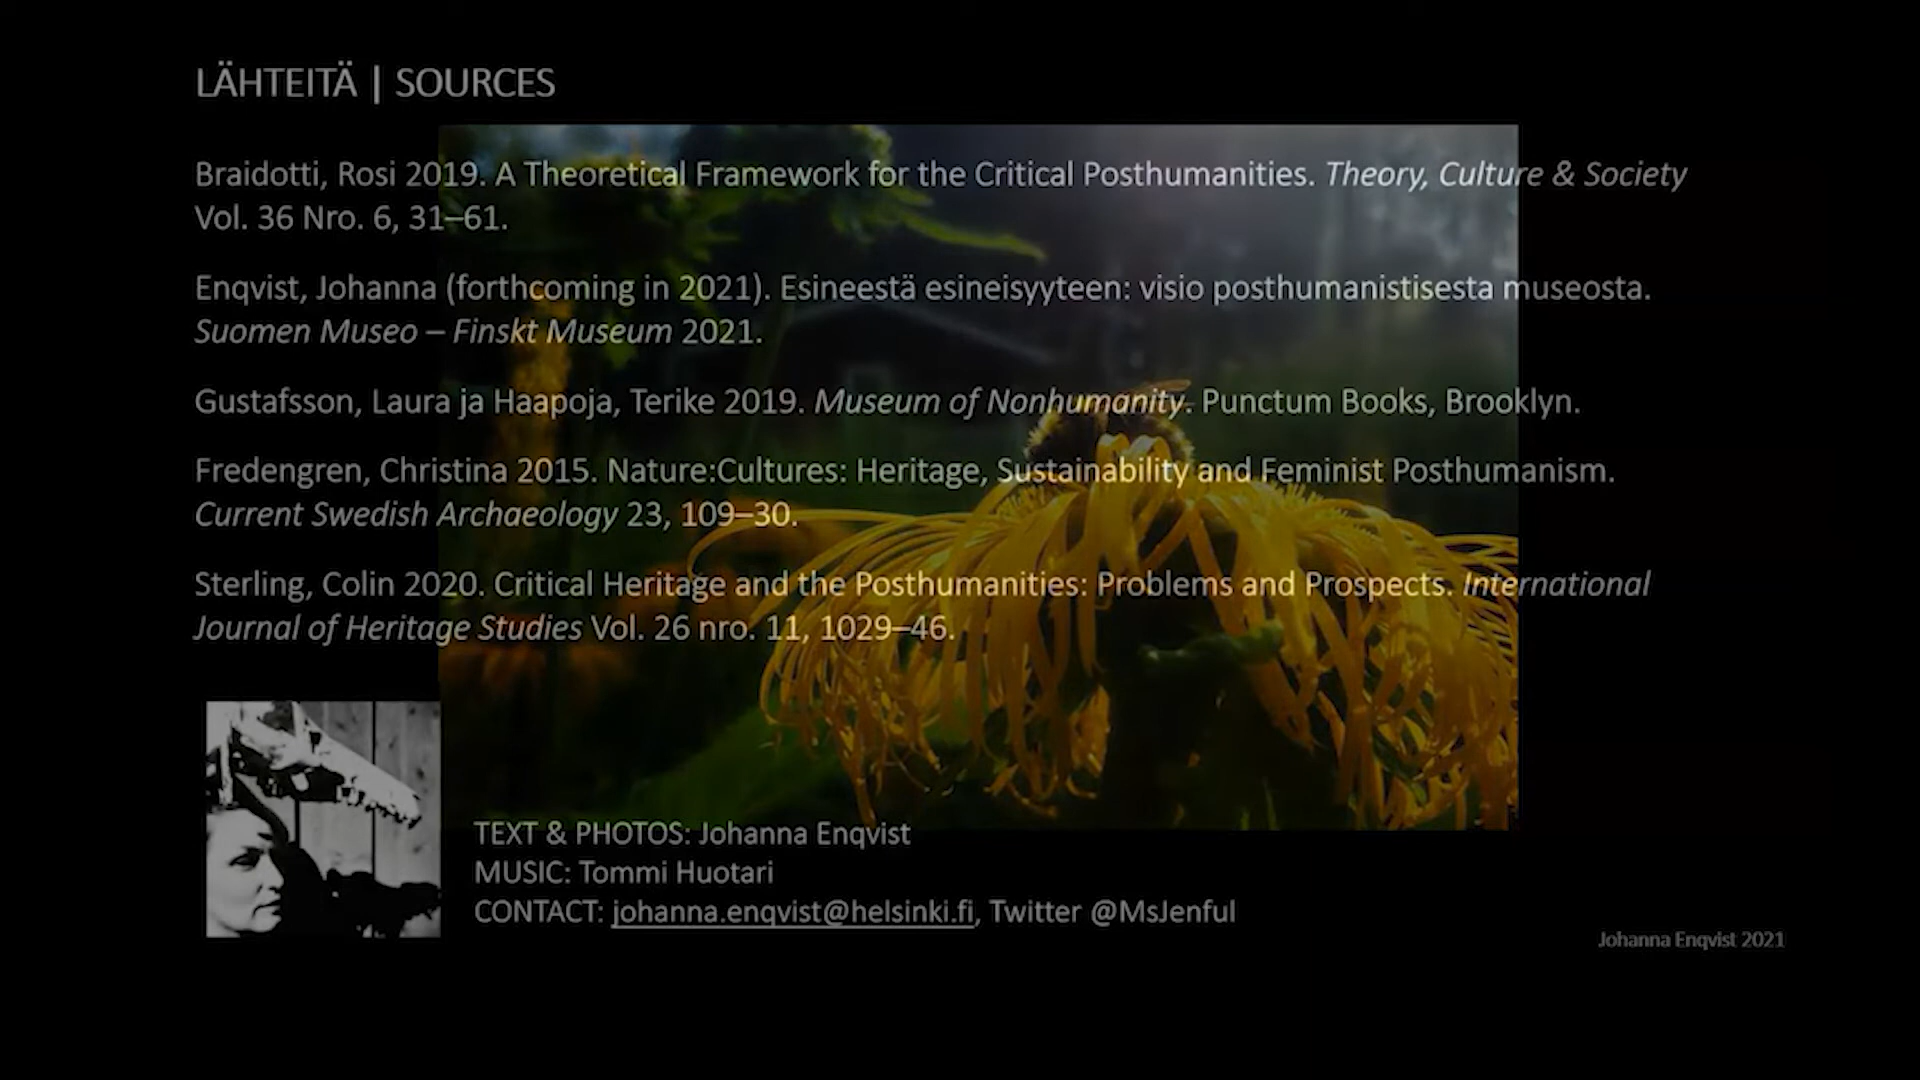 LÄHTEITÄ | SOURCES
Braidotti, Rosi 2019. A Theoretical Framework for the Critical Posthumanities. Theory, Culture & Society
Vol. 36 Nro. 6, 31–61.
Enqvist, Johanna (forthcoming in 2021). Esineestä esineisyyteen: visio posthumanistisesta museosta.
Suomen Museo – Finskt Museum 2021.
Gustafsson, Laura ja Haapoja, Terike 2019. Museum of Nonhumanity. Punctum Books, Brooklyn.
Fredengren, Christina 2015. Nature:Cultures: Heritage, Sustainability and Feminist Posthumanism.
Current Swedish Archaeology 23, 109–30.
Sterling, Colin 2020. Critical Heritage and the Posthumanities: Problems and Prospects. International
Journal of Heritage Studies Vol. 26 nro. 11, 1029–46.
TEXT & PHOTOS: Johanna Enqvist
MUSIC: Tommi Huotari
CONTACT: johanna.enqvist@helsinki.fi, Twitter @MsJenful
Johanna Enqvist 2021